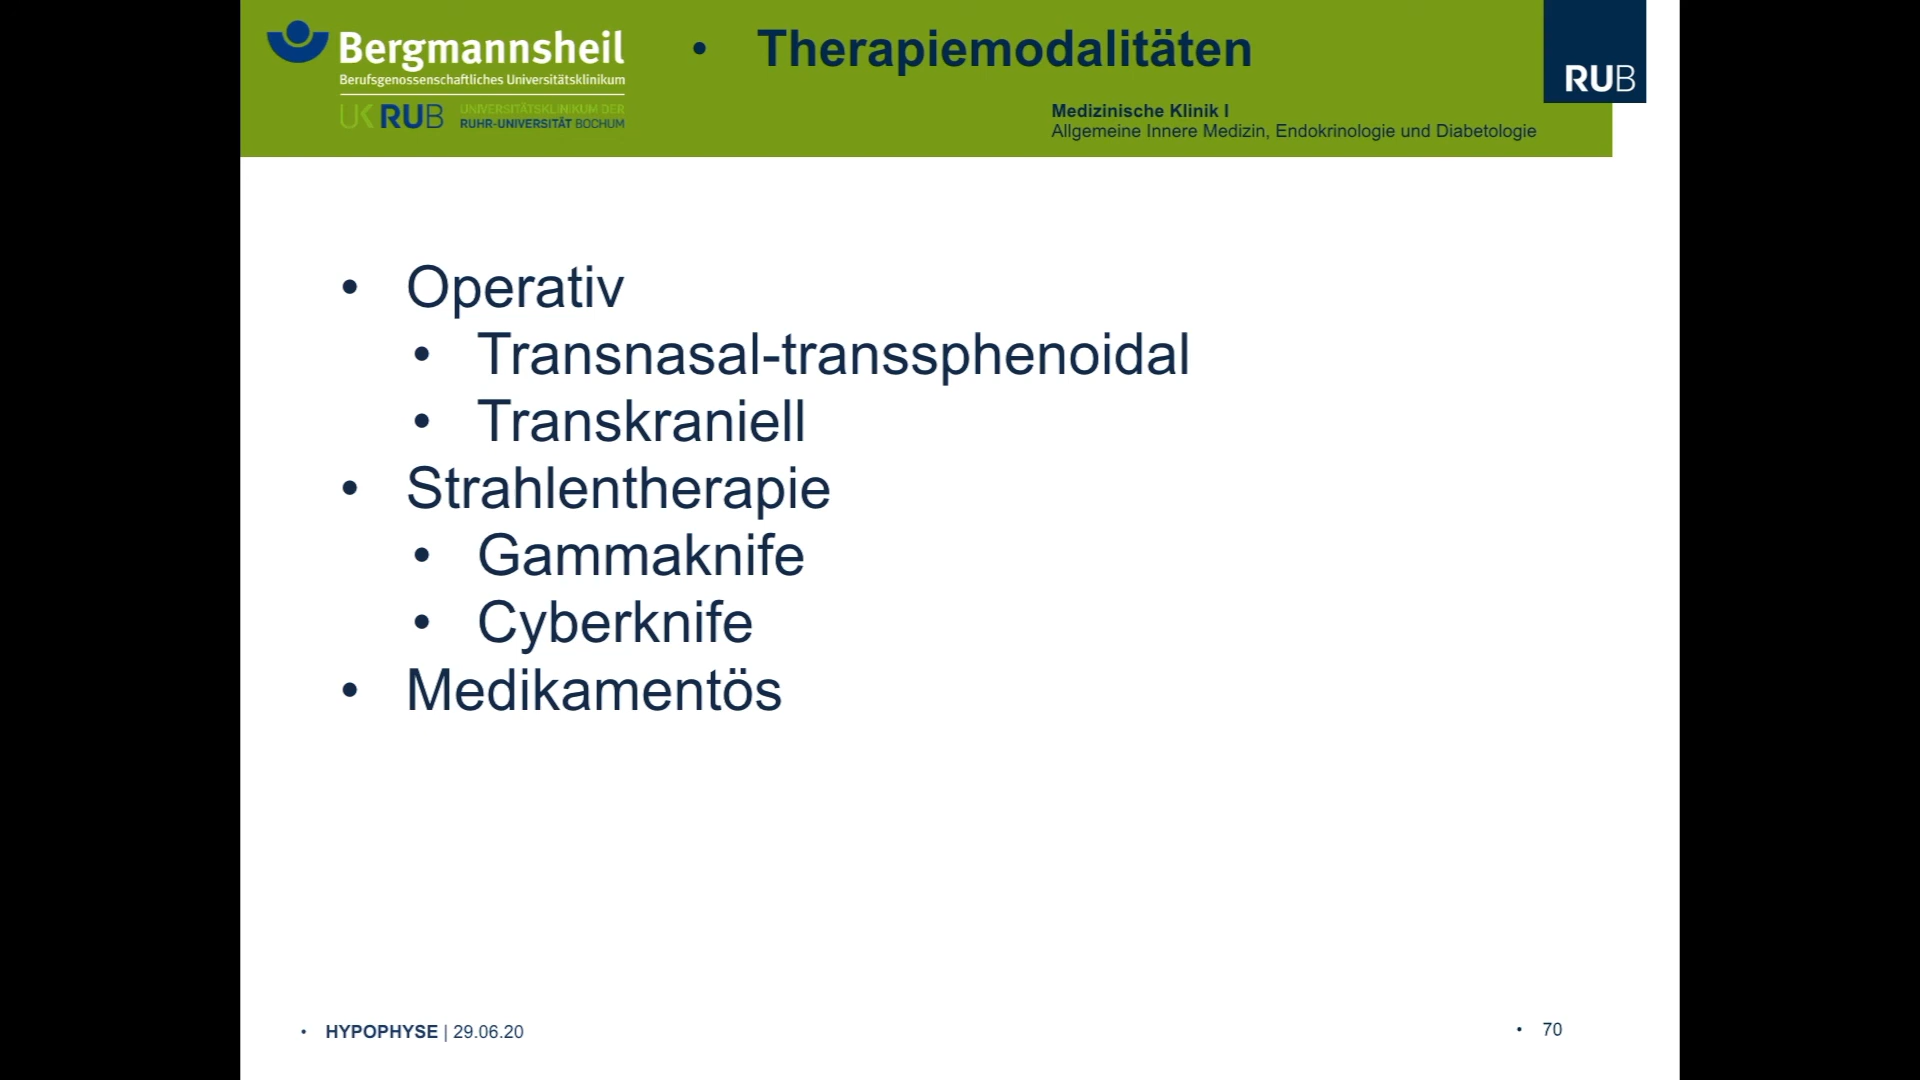 Bergmannsheil
Berufsgenossenschaftliches Universitätsklinikum
UK RUB UNIVERSITÄTSKLINIKUM DER
RUHR-UNIVERSITÄT BOCHUM
• Therapiemodalitäten
Medizinische Klinik I
Allgemeine Innere Medizin, Endokrinologie und Diabetologie
RUB
• Operativ
• Transnasal-transsphenoidal
• Transkraniell
• Strahlentherapie
• Gammaknife
• Cyberknife
• Medikamentös
• HYPOPHYSE | 29.06.20
• 70